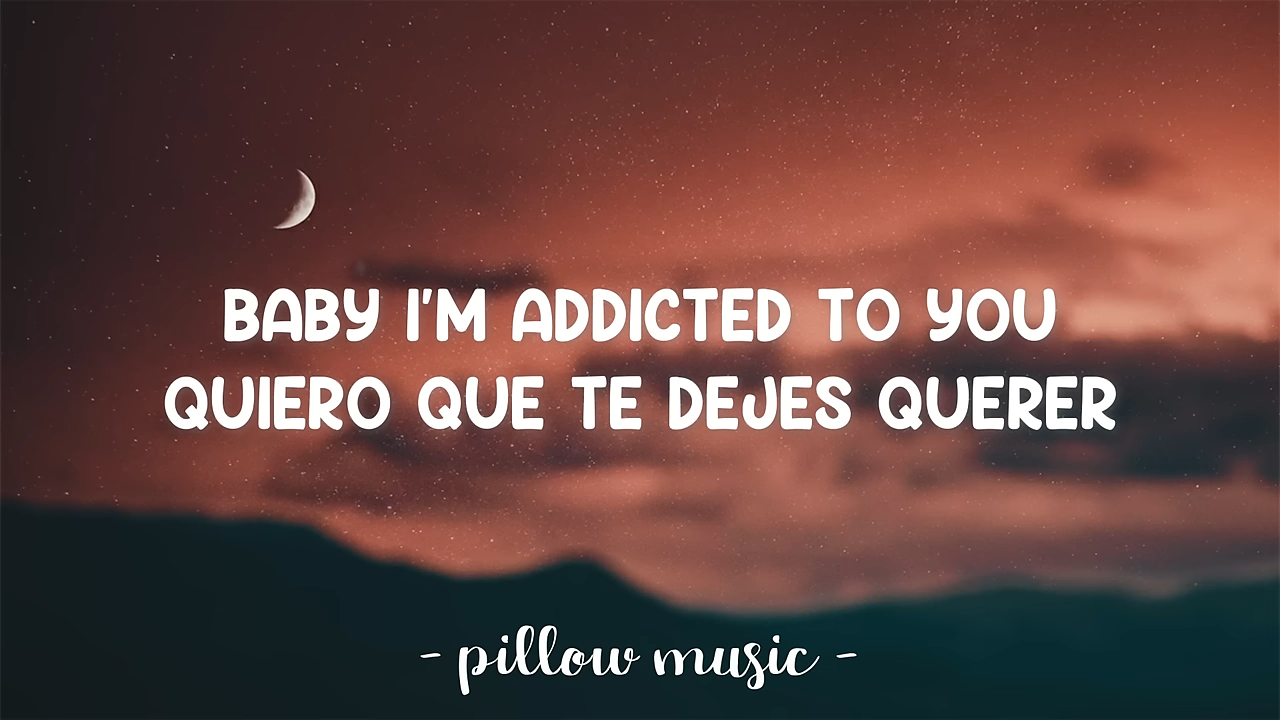 BABY I'M ADDICTED TO YOU
QUIERO QUE TE DEJES QUERER
- pillow music -